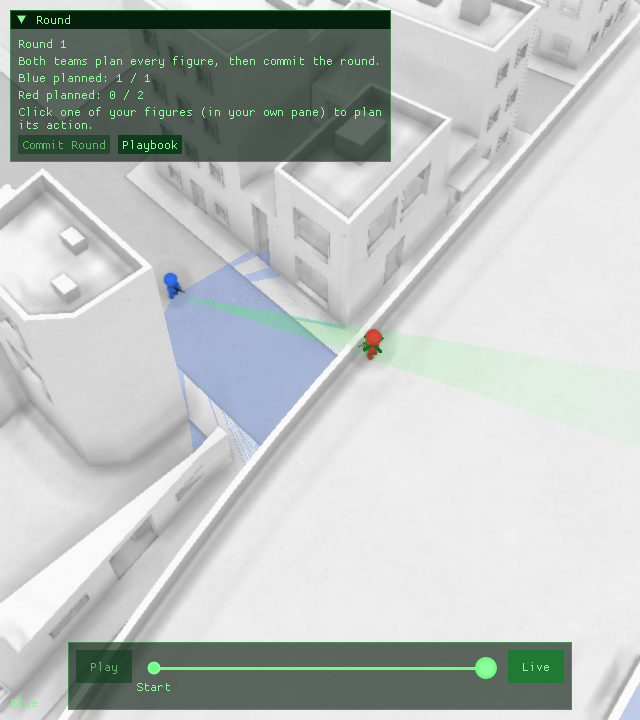 Round
Round 1
Both teams plan every figure, then commit the round.
Blue planned: 1 / 1
Red planned: 0 / 2
Click one of your figures (in your own pane) to plan
its action.
Commit Round
Playbook
Play
Start
Live